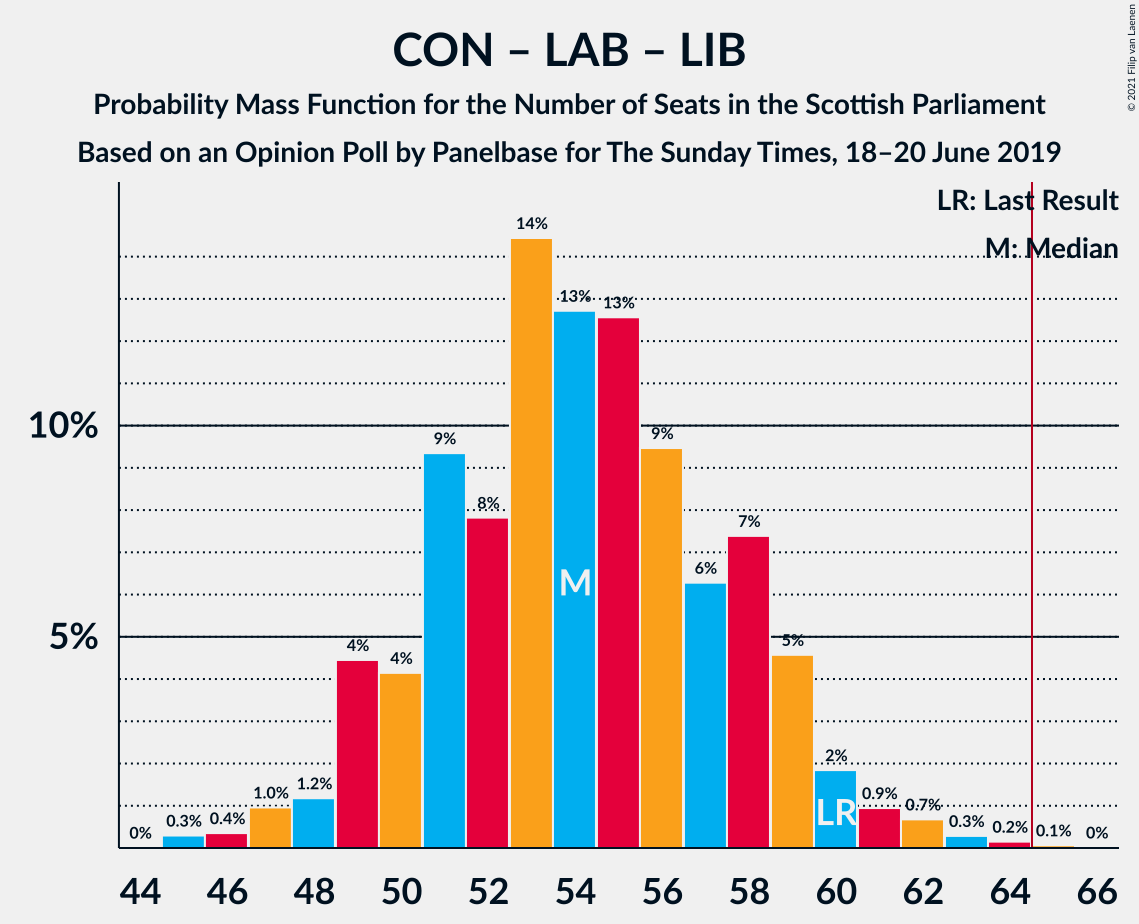 CON – LAB – LIB
Probability Mass Function for the Number of Seats in the Scottish Parliament
Based on an Opinion Poll by Panelbase for The Sunday Times, 18–20 June 2019
© 2021 Filip van Laenen
LR: Last Result
M: Median
10%
5%
0% 0.3% 0.4% 1.0% 1.2% 4% 4% 9% 8% 14% 13% 13% 9% 6% 7% 5% 2% 0.9% 0.7% 0.3% 0.2% 0.1% 0%
M
LR
44 46 48 50 52 54 56 58 60 62 64 66